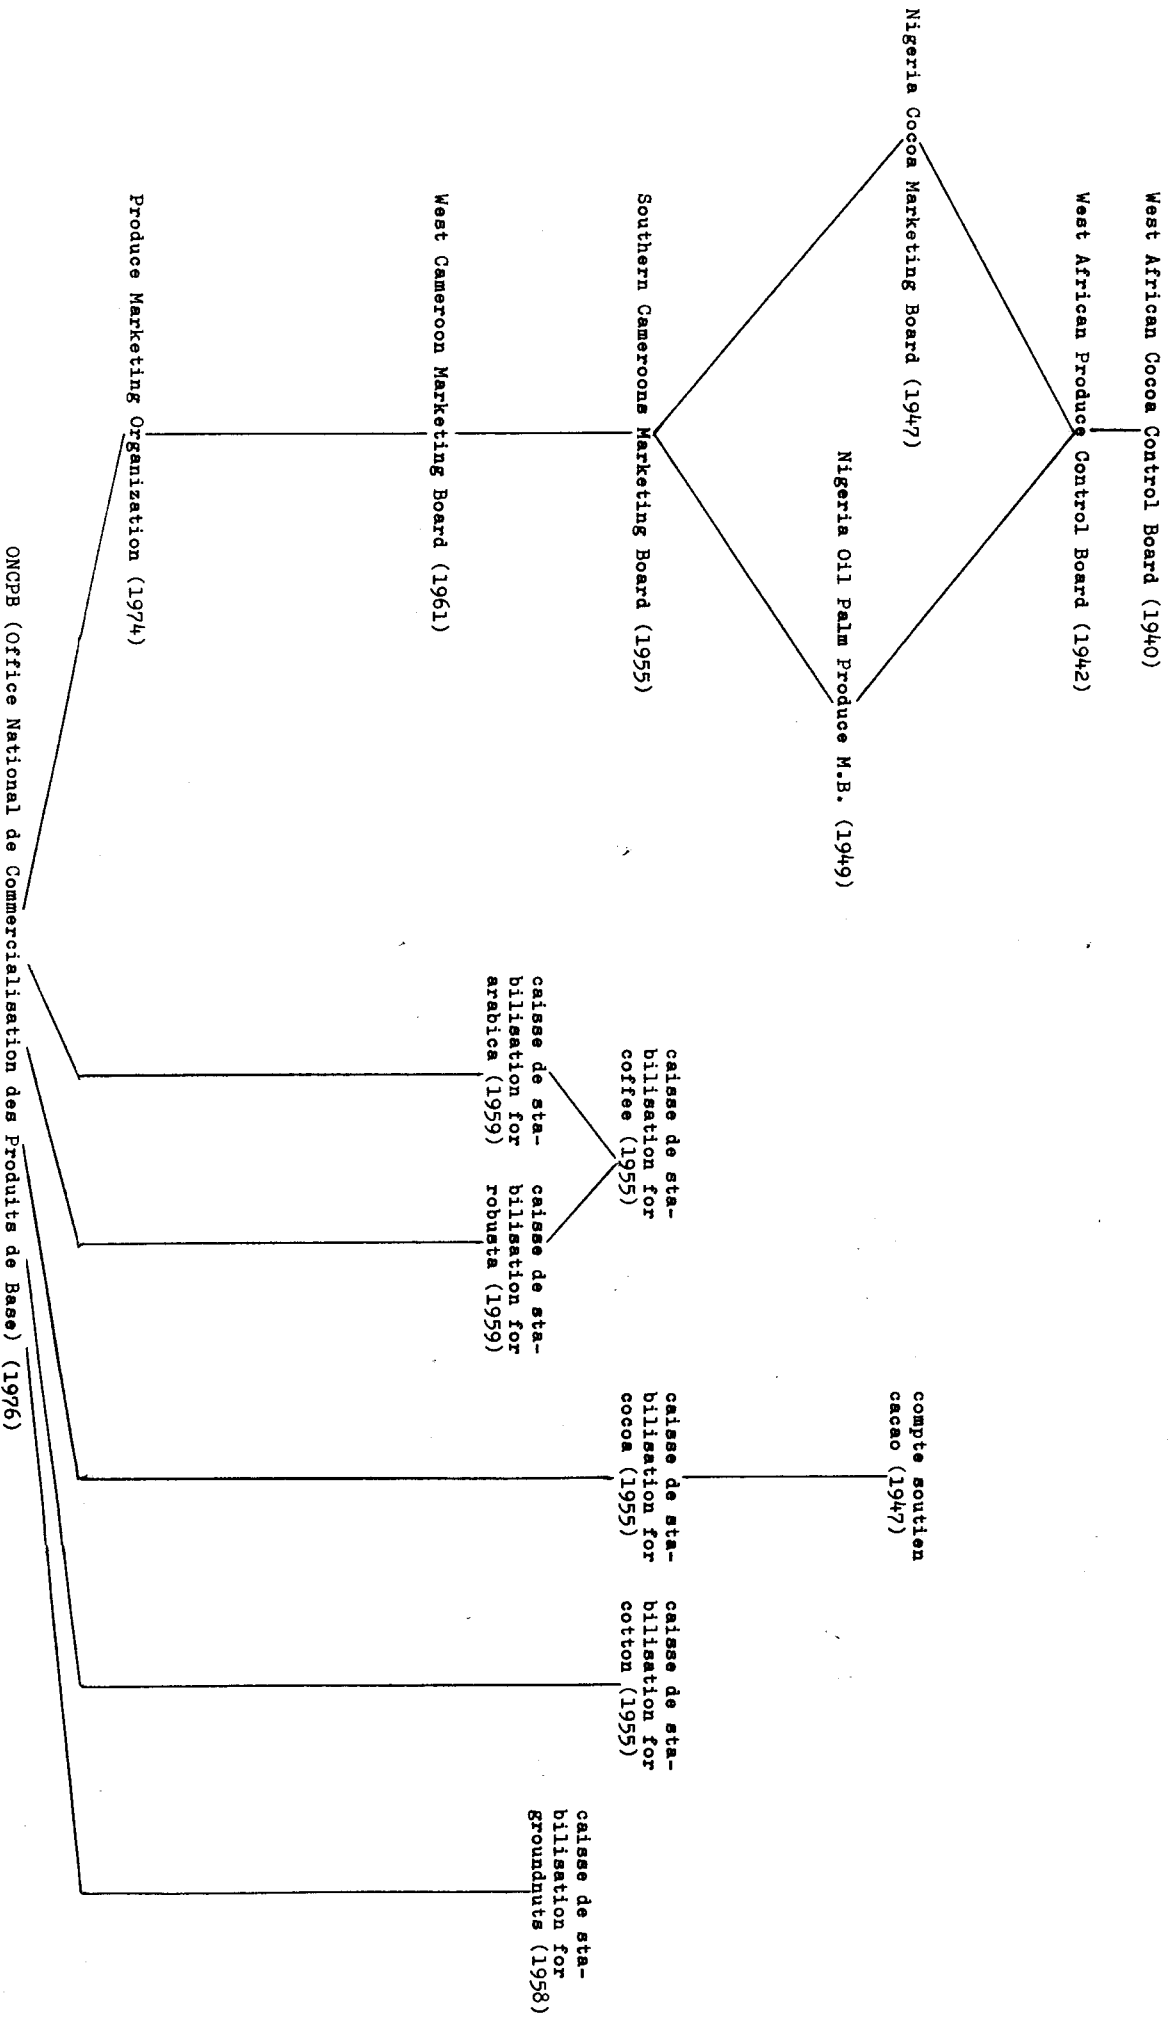 West African Cocoa Control Board (1940)
West African Produce Control Board (1942)
Nigeria Cocoa Marketing Board (1947)
compte soutien
cacao (1947)
Nigeria Oil Palm Produce M.B. (1949)
Southern Cameroons Marketing Board (1955)
caisse de sta-
bilisation for
coffee (1955)
caisse de sta-
bilisation for
cocoa (1955)
caisse de sta-
bilisation for
cotton (1955)
caisse de sta-
bilisation for
groundnuts (1958)
caisse de sta-
bilisation for
arabica (1959)
caisse de sta-
bilisation for
robusta (1959)
West Cameroon Marketing Board (1961)
Produce Marketing Organization (1974)
ONCPB (Office National de Commercialisation des Produits de Base) (1976)